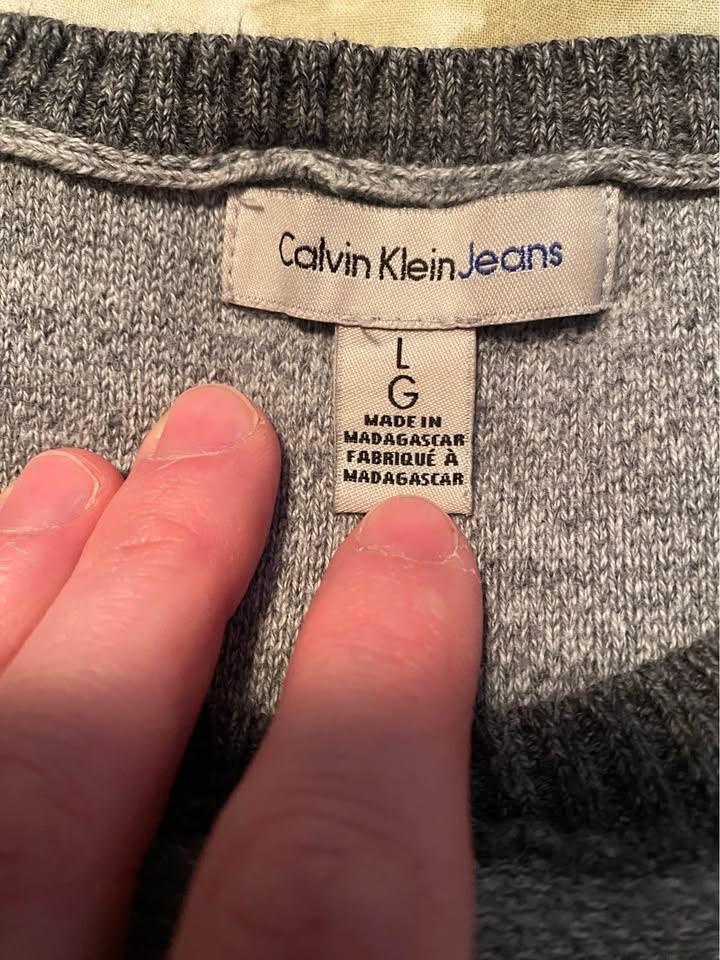 Calvin Klein Jeans
L
G
MADE IN
MADAGASCAR
FABRIQUÉ À
MADAGASCAR